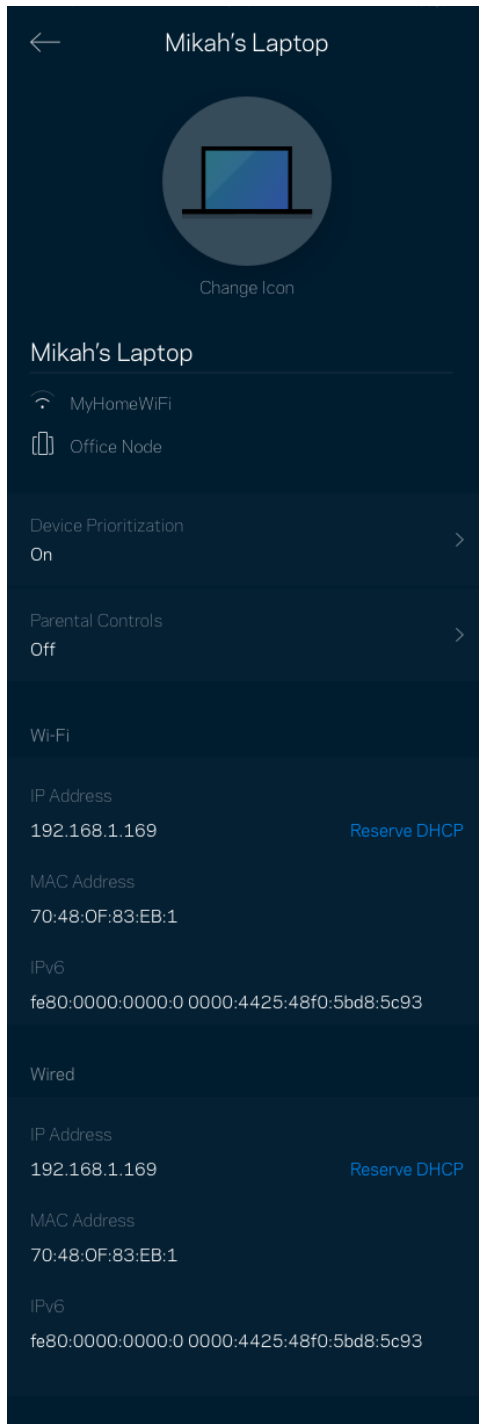 Mikah's Laptop
Change Icon
Mikah's Laptop
MyHomeWiFi
Office Node
Device Prioritization
On
Parental Controls
Off
Wi-Fi
IP Address
192.168.1.169 Reserve DHCP
MAC Address
70:48:0F:83:EB:1
IPv6
fe80:0000:0000:0 0000:4425:48f0:5bd8:5c93
Wired
IP Address
192.168.1.169 Reserve DHCP
MAC Address
70:48:0F:83:EB:1
IPv6
fe80:0000:0000:0 0000:4425:48f0:5bd8:5c93